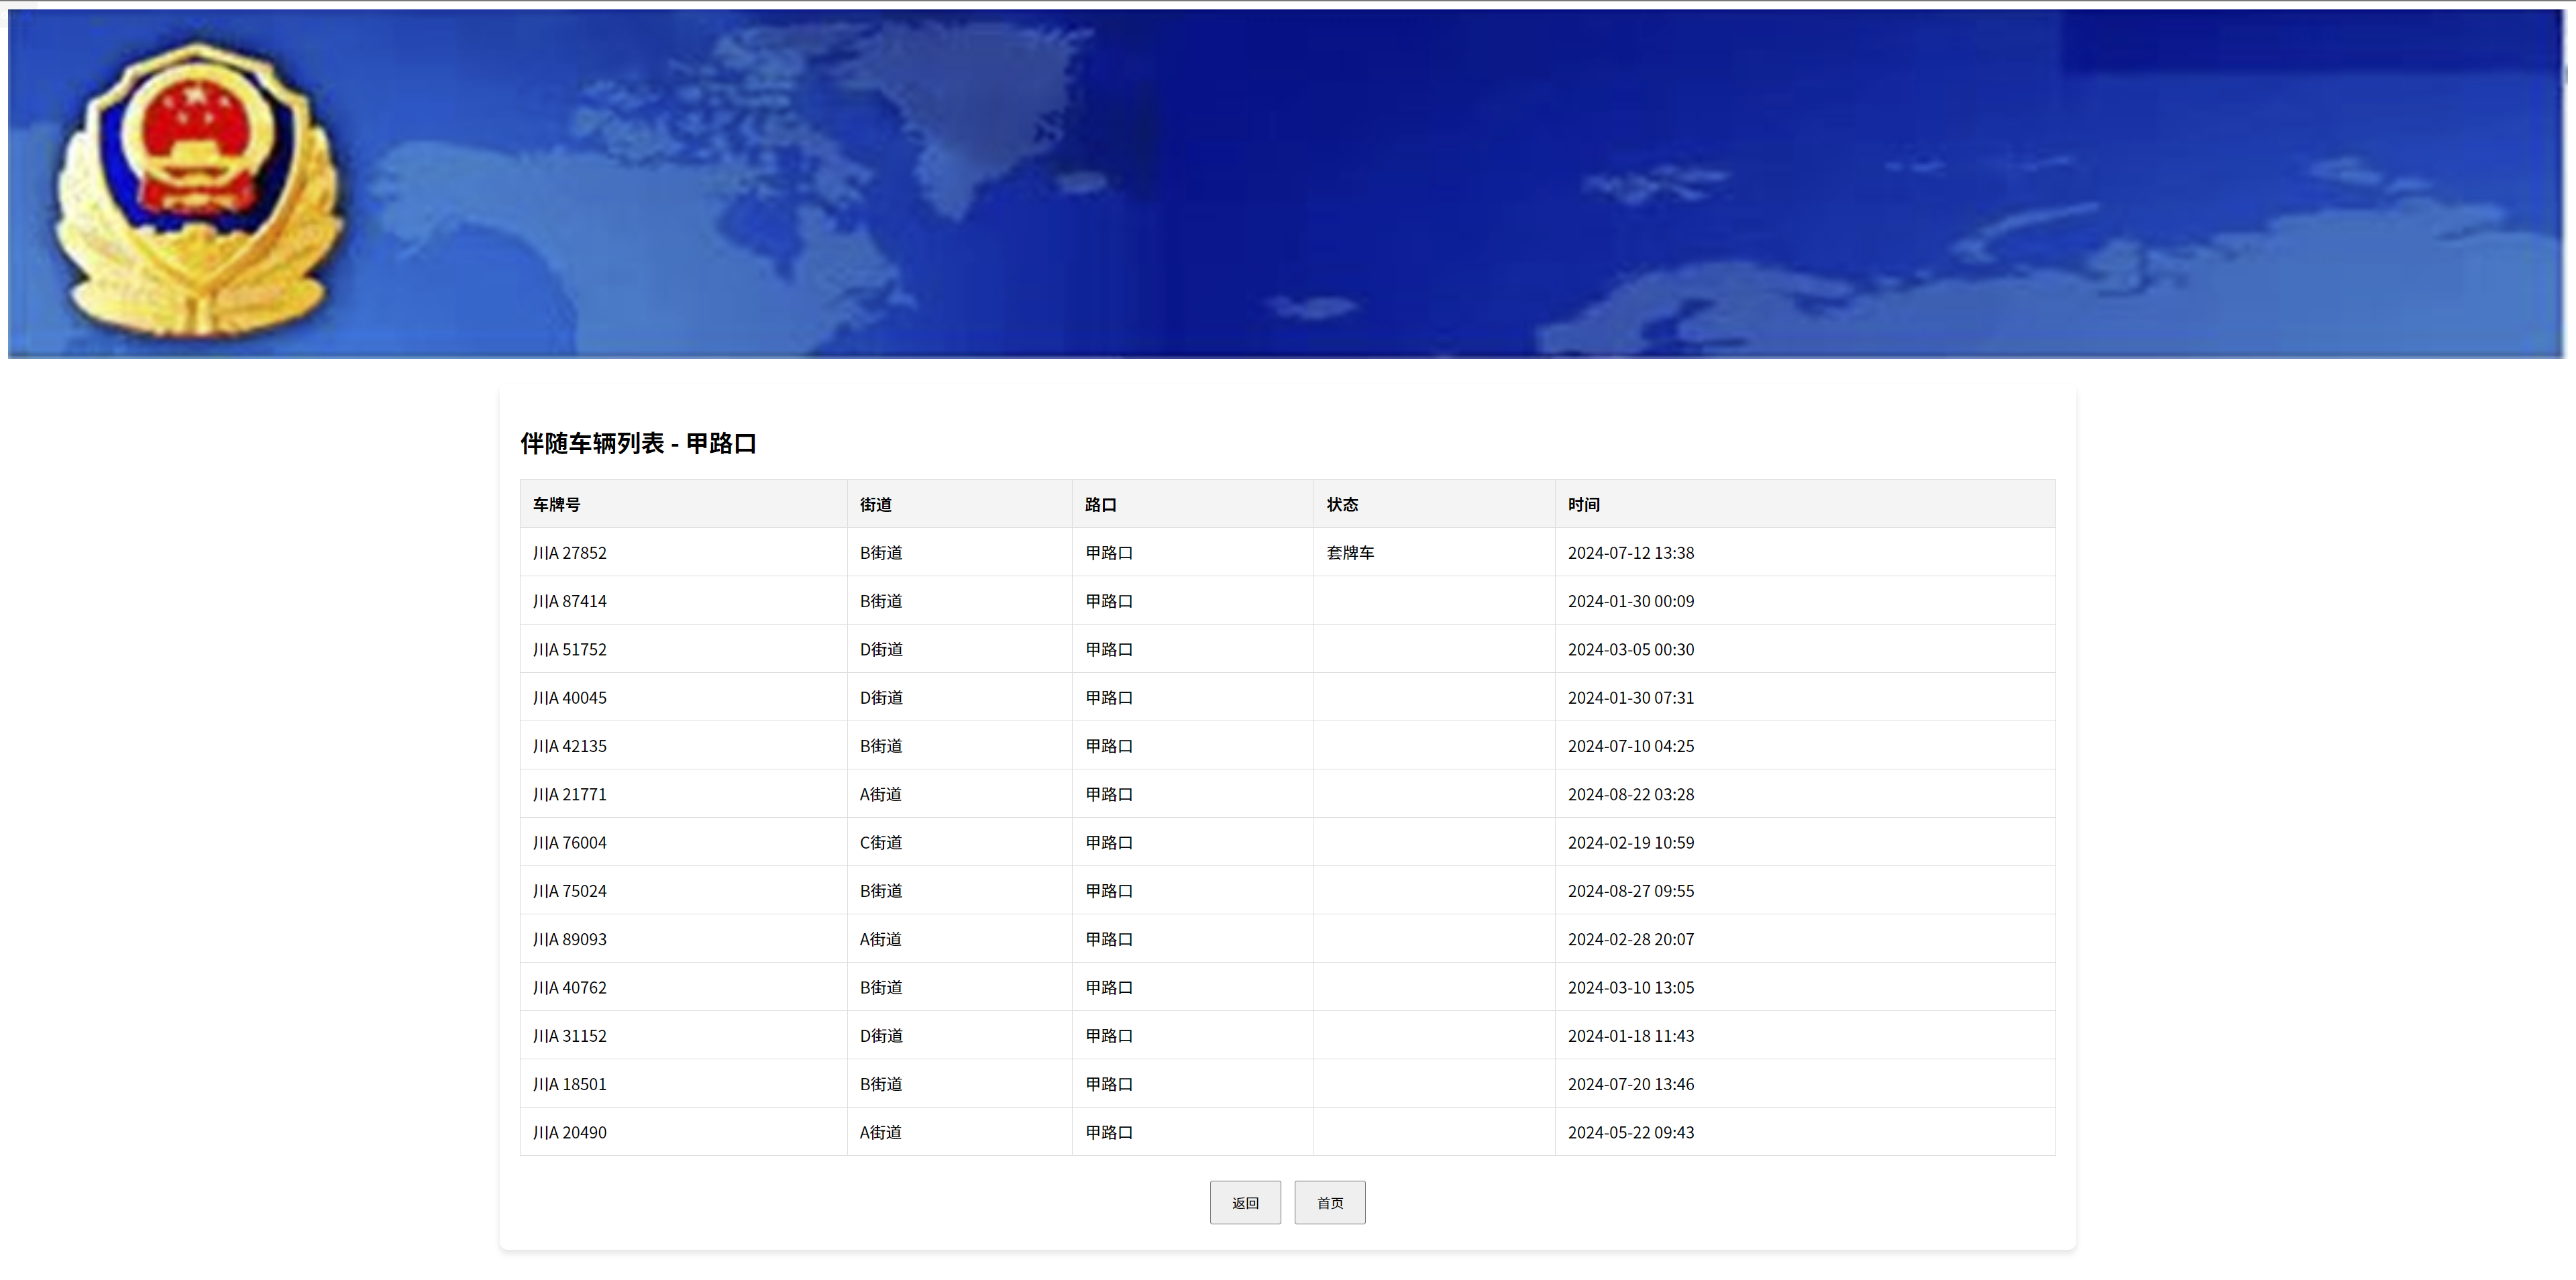 伴随车辆列表 - 甲路口
车牌号 街道 路口 状态 时间
川A 27852 B街道 甲路口 套牌车 2024-07-12 13:38
川A 87414 B街道 甲路口 2024-01-30 00:09
川A 51752 D街道 甲路口 2024-03-05 00:30
川A 40045 D街道 甲路口 2024-01-30 07:31
川A 42135 B街道 甲路口 2024-07-10 04:25
川A 21771 A街道 甲路口 2024-08-22 03:28
川A 76004 C街道 甲路口 2024-02-19 10:59
川A 75024 B街道 甲路口 2024-08-27 09:55
川A 89093 A街道 甲路口 2024-02-28 20:07
川A 40762 B街道 甲路口 2024-03-10 13:05
川A 31152 D街道 甲路口 2024-01-18 11:43
川A 18501 B街道 甲路口 2024-07-20 13:46
川A 20490 A街道 甲路口 2024-05-22 09:43
返回 首页